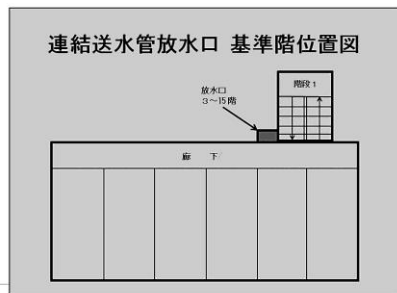 連結送水管放水口 基準階位置図
階段1
放水口
3～15階
廊 下